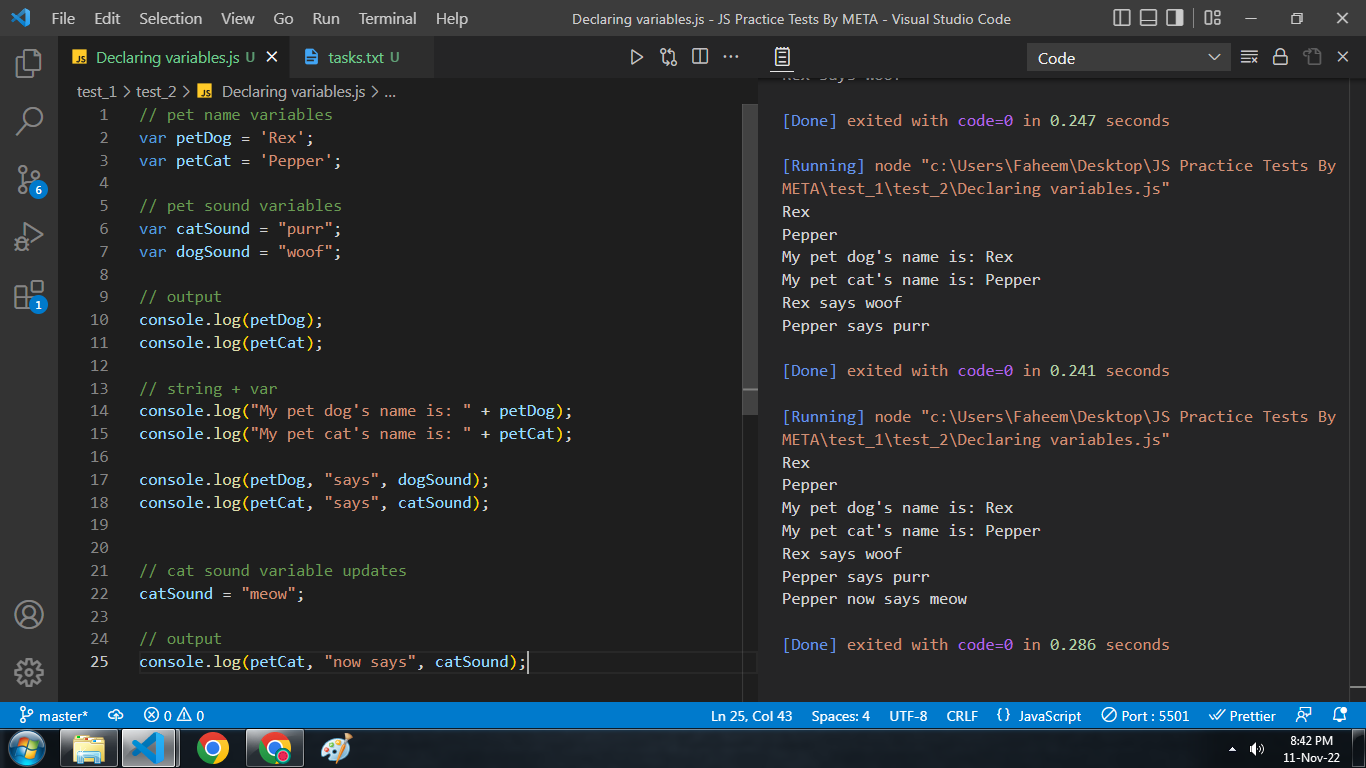 File Edit Selection View Go Run Terminal Help
Declaring variables.js - JS Practice Tests By META - Visual Studio Code
JS Declaring variables.js U
tasks.txt U
test_1 > test_2 > JS Declaring variables.js > ...
1 // pet name variables
2 var petDog = 'Rex';
3 var petCat = 'Pepper';
4
5 // pet sound variables
6 var catSound = "purr";
7 var dogSound = "woof";
8
9 // output
10 console.log(petDog);
11 console.log(petCat);
12
13 // string + var
14 console.log("My pet dog's name is: " + petDog);
15 console.log("My pet cat's name is: " + petCat);
16
17 console.log(petDog, "says", dogSound);
18 console.log(petCat, "says", catSound);
19
20
21 // cat sound variable updates
22 catSound = "meow";
23
24 // output
25 console.log(petCat, "now says", catSound);
6
1
Code
Rex says woof
[Done] exited with code=0 in 0.247 seconds
[Running] node "c:\Users\Faheem\Desktop\JS Practice Tests By
META\test_1\test_2\Declaring variables.js"
Rex
Pepper
My pet dog's name is: Rex
My pet cat's name is: Pepper
Rex says woof
Pepper says purr
[Done] exited with code=0 in 0.241 seconds
[Running] node "c:\Users\Faheem\Desktop\JS Practice Tests By
META\test_1\test_2\Declaring variables.js"
Rex
Pepper
My pet dog's name is: Rex
My pet cat's name is: Pepper
Rex says woof
Pepper says purr
Pepper now says meow
[Done] exited with code=0 in 0.286 seconds
master* 0 0 Ln 25, Col 43 Spaces: 4 UTF-8 CRLF {} JavaScript Port : 5501 Prettier
8:42 PM
11-Nov-22